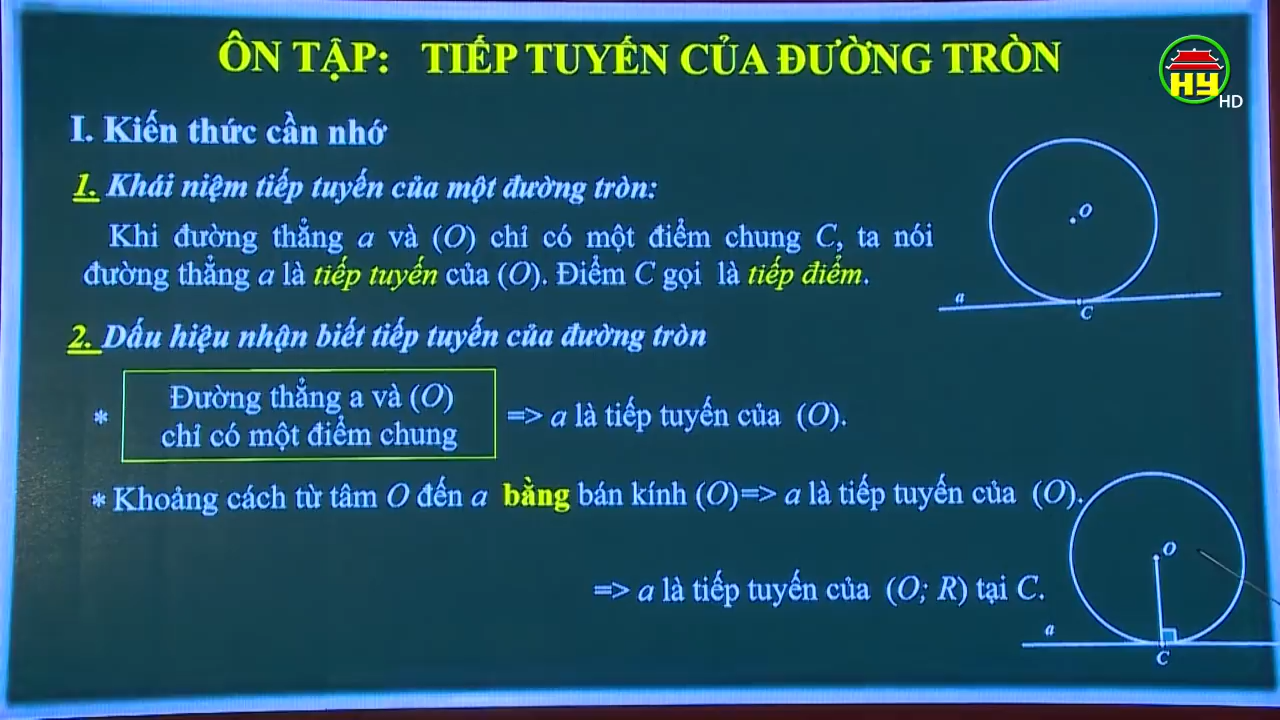 ÔN TẬP: TIẾP TUYẾN CỦA ĐƯỜNG TRÒN
HY
HD
I. Kiến thức cần nhớ
1. Khái niệm tiếp tuyến của một đường tròn:
Khi đường thẳng a và (O) chỉ có một điểm chung C, ta nói
đường thẳng a là tiếp tuyến của (O). Điểm C gọi là tiếp điểm.
O
a
C
2. Dấu hiệu nhận biết tiếp tuyến của đường tròn
* Đường thẳng a và (O)
chỉ có một điểm chung
=> a là tiếp tuyến của (O).
* Khoảng cách từ tâm O đến a bằng bán kính (O)=> a là tiếp tuyến của (O).
=> a là tiếp tuyến của (O; R) tại C.
O
a
C